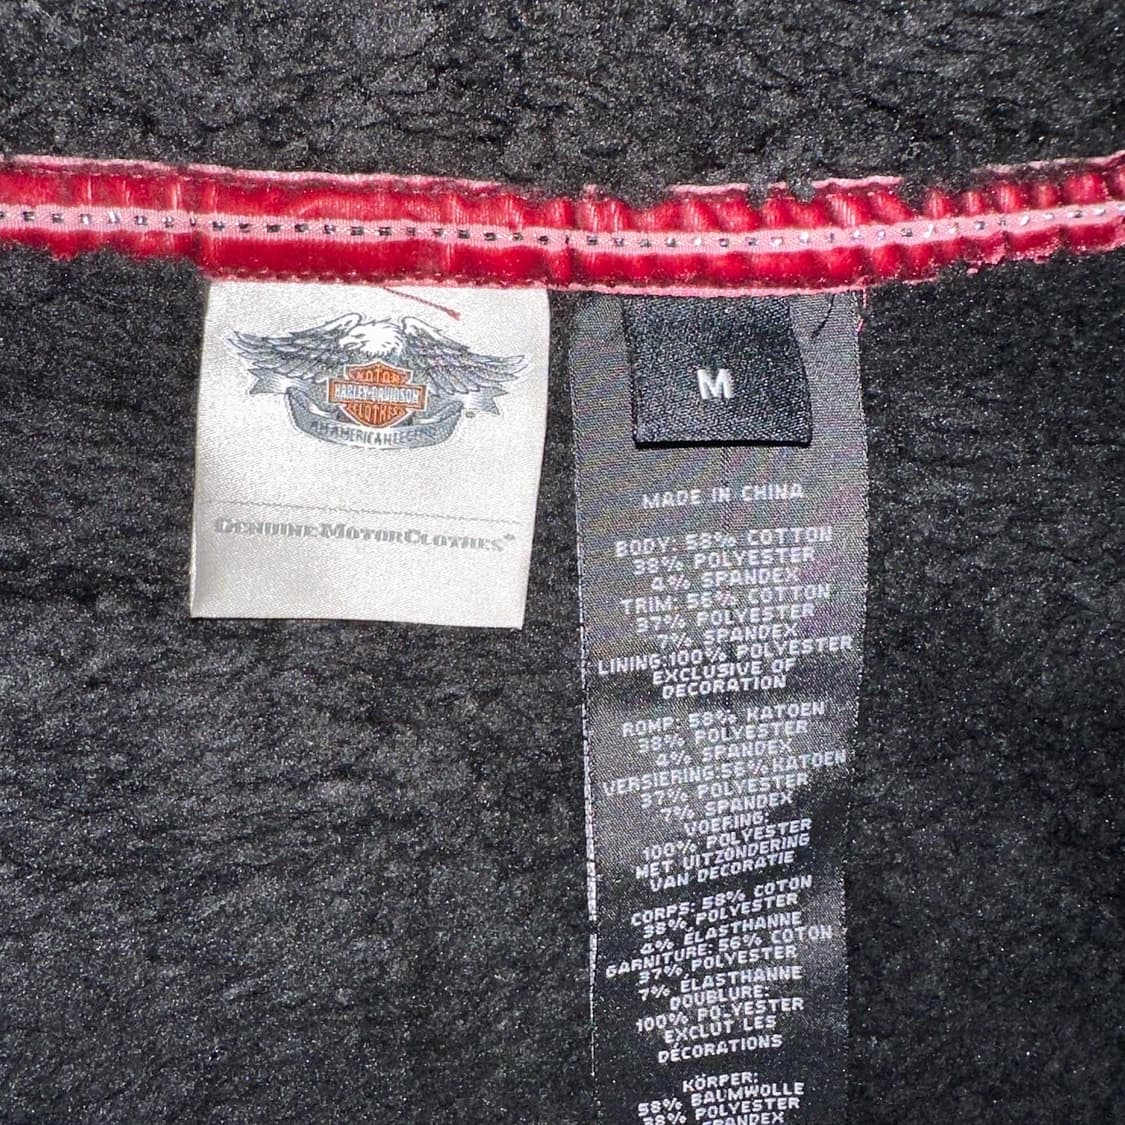 MOTOR
HARLEY-DAVIDSON
CLOTHES
AN AMERICAN LEGEND
GENUINE MOTORCLOTHES®
M
MADE IN CHINA
BODY: 58% COTTON
38% POLYESTER
4% SPANDEX
TRIM: 56% COTTON
37% POLYESTER
7% SPANDEX
LINING:100% POLYESTER
EXCLUSIVE OF
DECORATION
ROMP: 58% KATOEN
38% POLYESTER
4% SPANDEX
VERSIERING:56%KATOEN
37% POLYESTER
7% SPANDEX
VOERING:
100% POLYESTER
MET UITZONDERING
VAN DECORATIE
CORPS: 58% COTON
38% POLYESTER
4% ÉLASTHANNE
GARNITURE: 56% COTON
37% POLYESTER
7% ÉLASTHANNE
DOUBLURE:
100% POLYESTER
EXCLUT LES
DÉCORATIONS
KÖRPER:
58% BAUMWOLLE
38% POLYESTER
SPANDEX